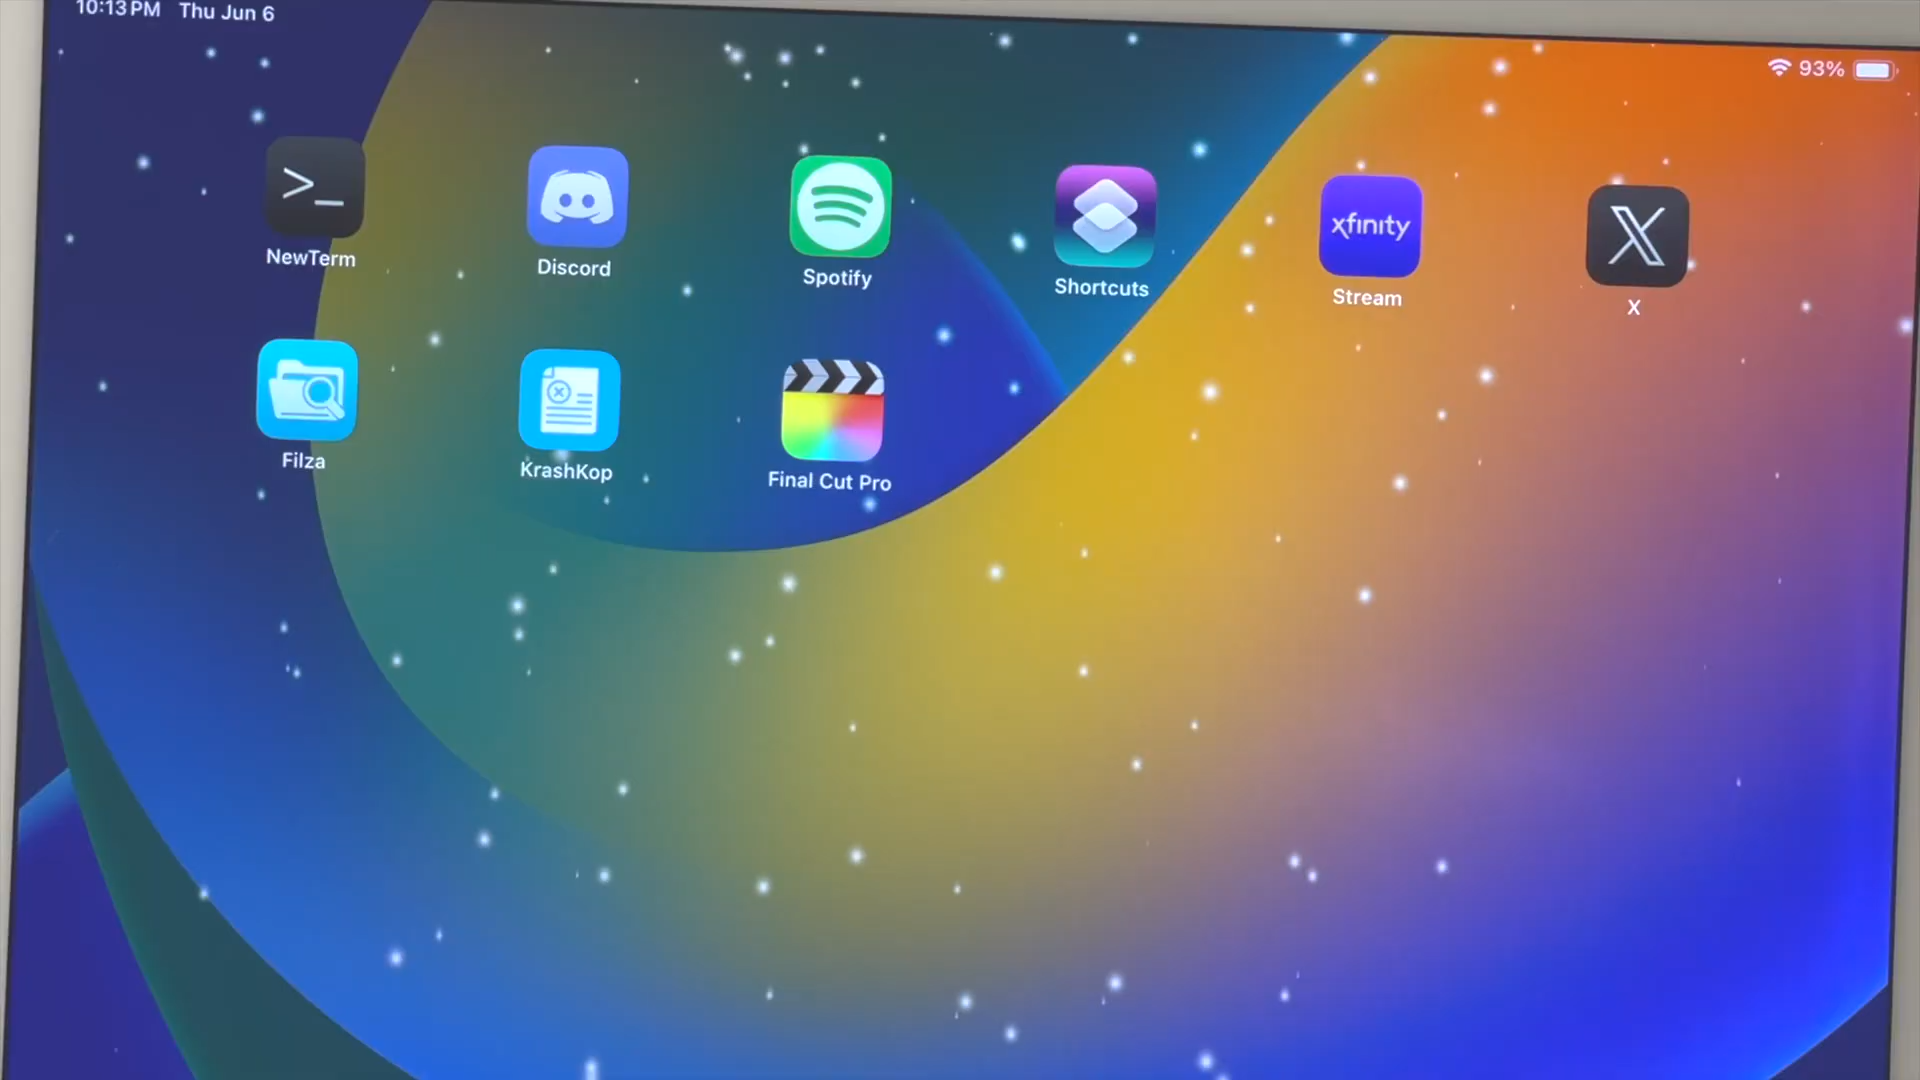 10:13 PM Thu Jun 6
93%
NewTerm
Discord
Spotify
Shortcuts
xfinity
Stream
X
Filza
KrashKop
Final Cut Pro